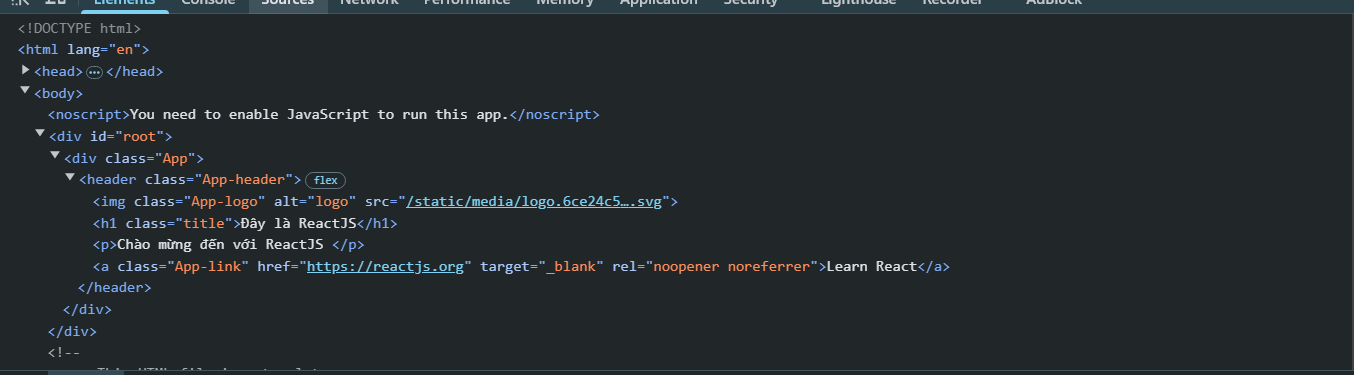 Elements Console Sources Network Performance Memory Application Security Lighthouse Recorder AdBlock
<!DOCTYPE html>
<html lang="en">
<head> ••• </head>
<body>
<noscript>You need to enable JavaScript to run this app.</noscript>
<div id="root">
<div class="App">
<header class="App-header"> flex
<img class="App-logo" alt="logo" src="/static/media/logo.6ce24c5….svg">
<h1 class="title">Đây là ReactJS</h1>
<p>Chào mừng đến với ReactJS </p>
<a class="App-link" href="https://reactjs.org" target="_blank" rel="noopener noreferrer">Learn React</a>
</header>
</div>
</div>
<!--